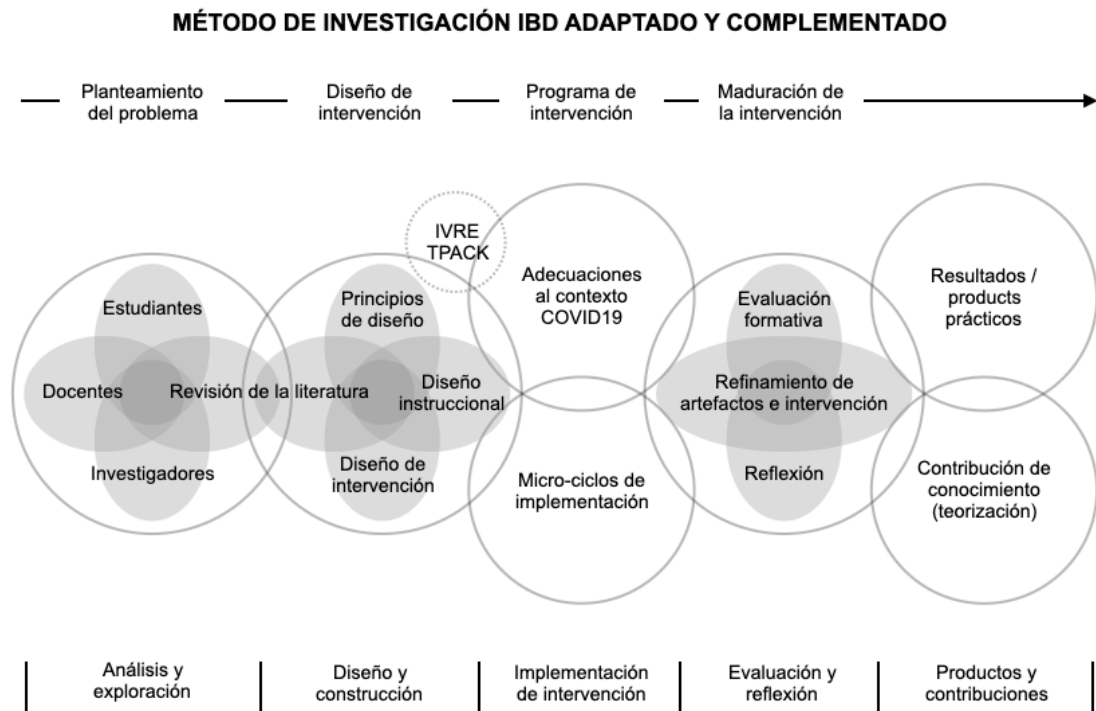 MÉTODO DE INVESTIGACIÓN IBD ADAPTADO Y COMPLEMENTADO
Planteamiento
del problema
Diseño de
intervención
Programa de
intervención
Maduración de
la intervención
IVRE
TPACK
Estudiantes
Docentes
Revisión de la literatura
Investigadores
Principios
de diseño
Diseño
instruccional
Diseño de
intervención
Adecuaciones
al contexto
COVID19
Micro-ciclos de
implementación
Evaluación
formativa
Refinamiento de
artefactos e intervención
Reflexión
Resultados /
products
prácticos
Contribución de
conocimiento
(teorización)
Análisis y
exploración
Diseño y
construcción
Implementación
de intervención
Evaluación y
reflexión
Productos y
contribuciones